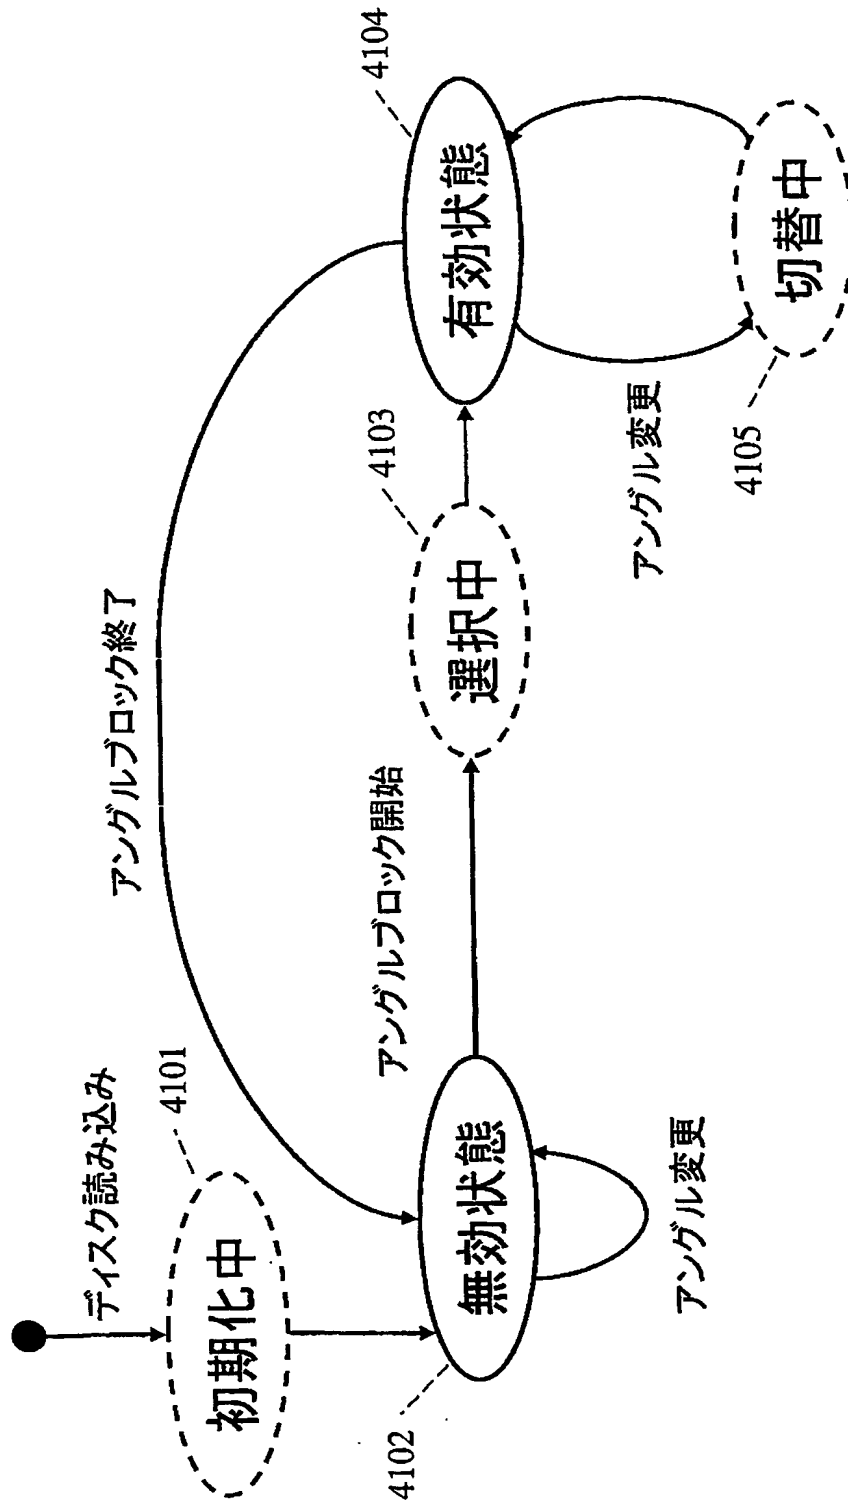 ディスク読み込み
4101
初期化中
アングルブロック終了
4102
無効状態
アングル変更
アングルブロック開始
4103
選択中
4104
有効状態
アングル変更
4105
切替中